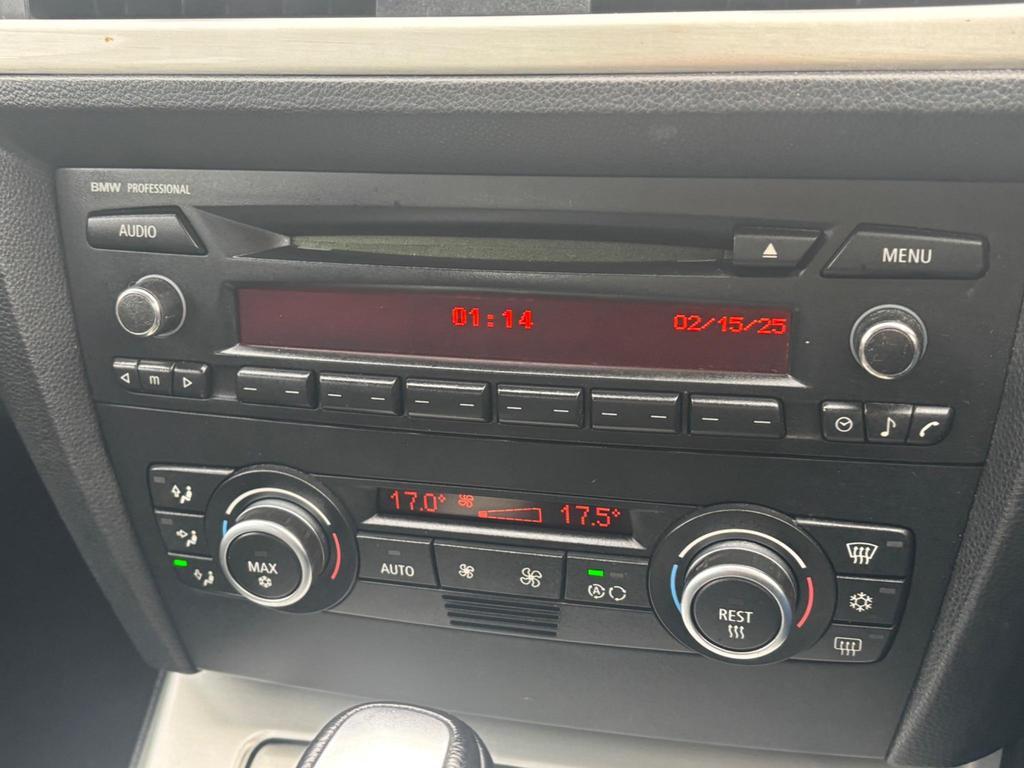 BMW PROFESSIONAL
AUDIO
MENU
01:14
02/15/25
m
17.0°
17.5°
MAX
AUTO
A
REST